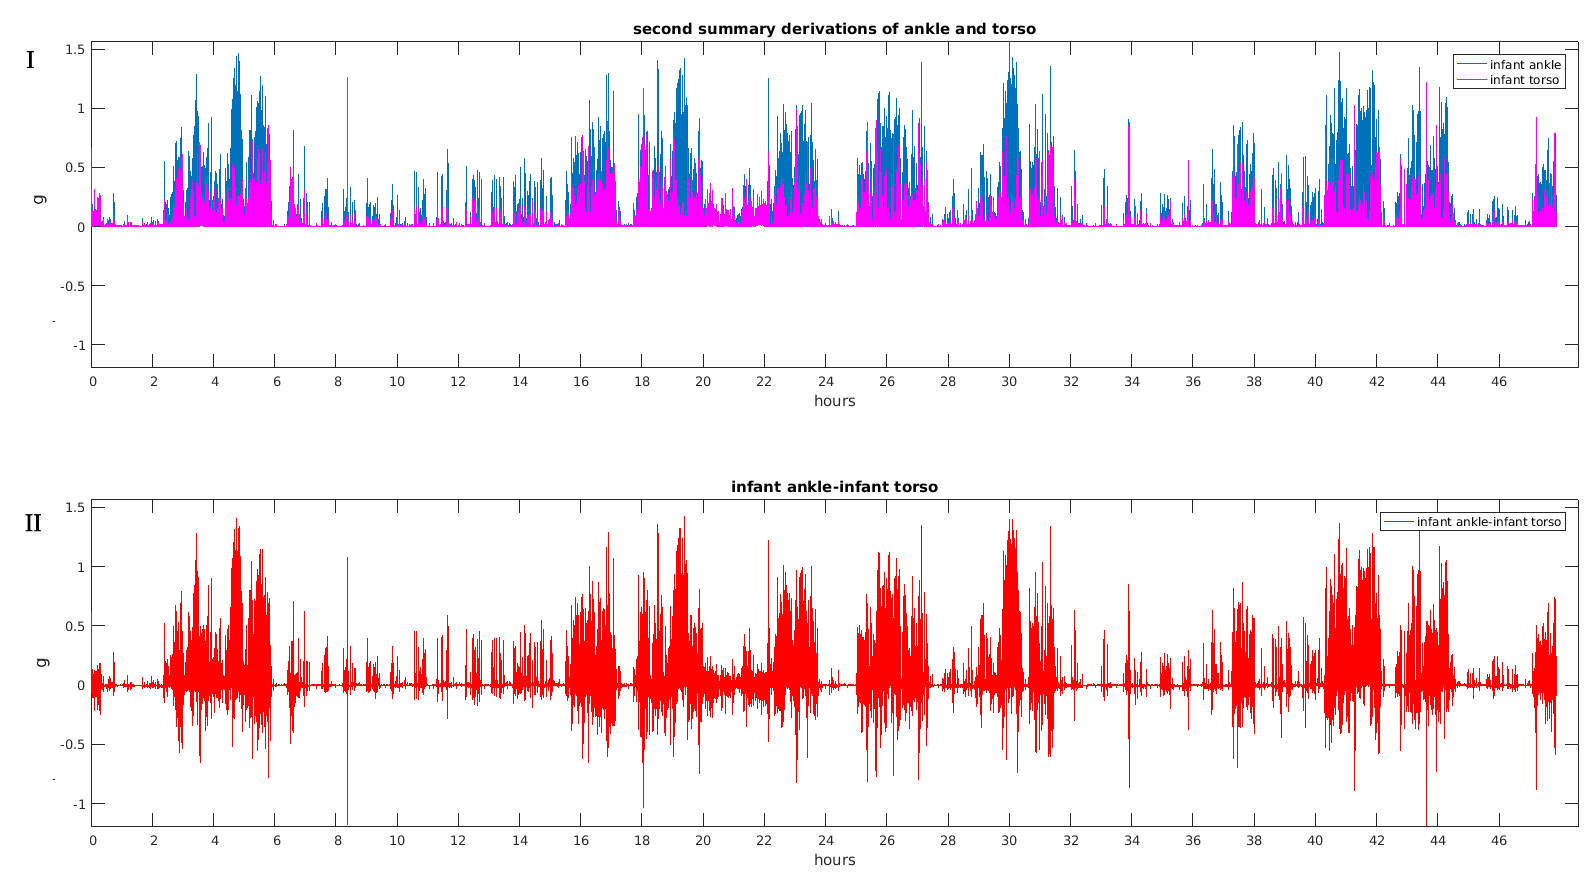 second summary derivations of ankle and torso
I
1.5
1
0.5
0
-0.5
-1
g
infant ankle
infant torso
0 2 4 6 8 10 12 14 16 18 20 22 24 26 28 30 32 34 36 38 40 42 44 46
hours
infant ankle-infant torso
II
1.5
1
0.5
0
-0.5
-1
g
infant ankle-infant torso
0 2 4 6 8 10 12 14 16 18 20 22 24 26 28 30 32 34 36 38 40 42 44 46
hours